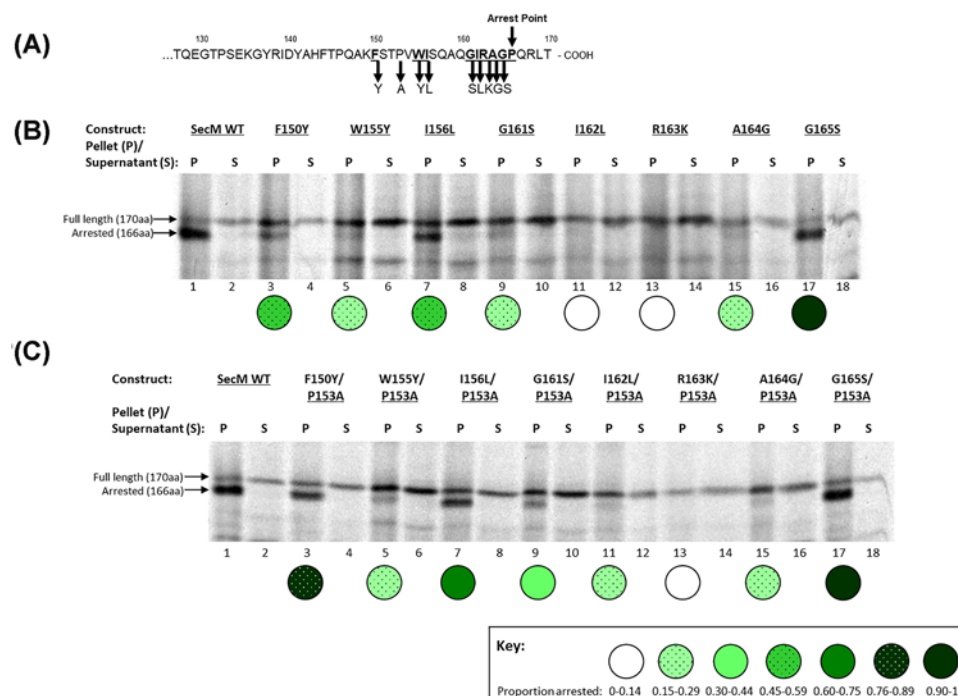 (A)
Arrest Point
130 140 150 160 170
...TQEGTPSEKGYRIDYAHFTPQAKFSTPVWISQAQGIRAGPQRLT - COOH
Y A YL SLKGS
(B)
Construct: SecM WT F150Y W155Y I156L G161S I162L R163K A164G G165S
Pellet (P)/
Supernatant (S): P S P S P S P S P S P S P S P S P S
Full length (170aa)
Arrested (166aa)
1 2 3 4 5 6 7 8 9 10 11 12 13 14 15 16 17 18
(C)
Construct: SecM WT F150Y/ W155Y/ I156L/ G161S/ I162L/ R163K/ A164G/ G165S/
P153A P153A P153A P153A P153A P153A P153A P153A
Pellet (P)/
Supernatant (S): P S P S P S P S P S P S P S P S P S
Full length (170aa)
Arrested (166aa)
1 2 3 4 5 6 7 8 9 10 11 12 13 14 15 16 17 18
Key:
Proportion arrested: 0-0.14 0.15-0.29 0.30-0.44 0.45-0.59 0.60-0.75 0.76-0.89 0.90-1